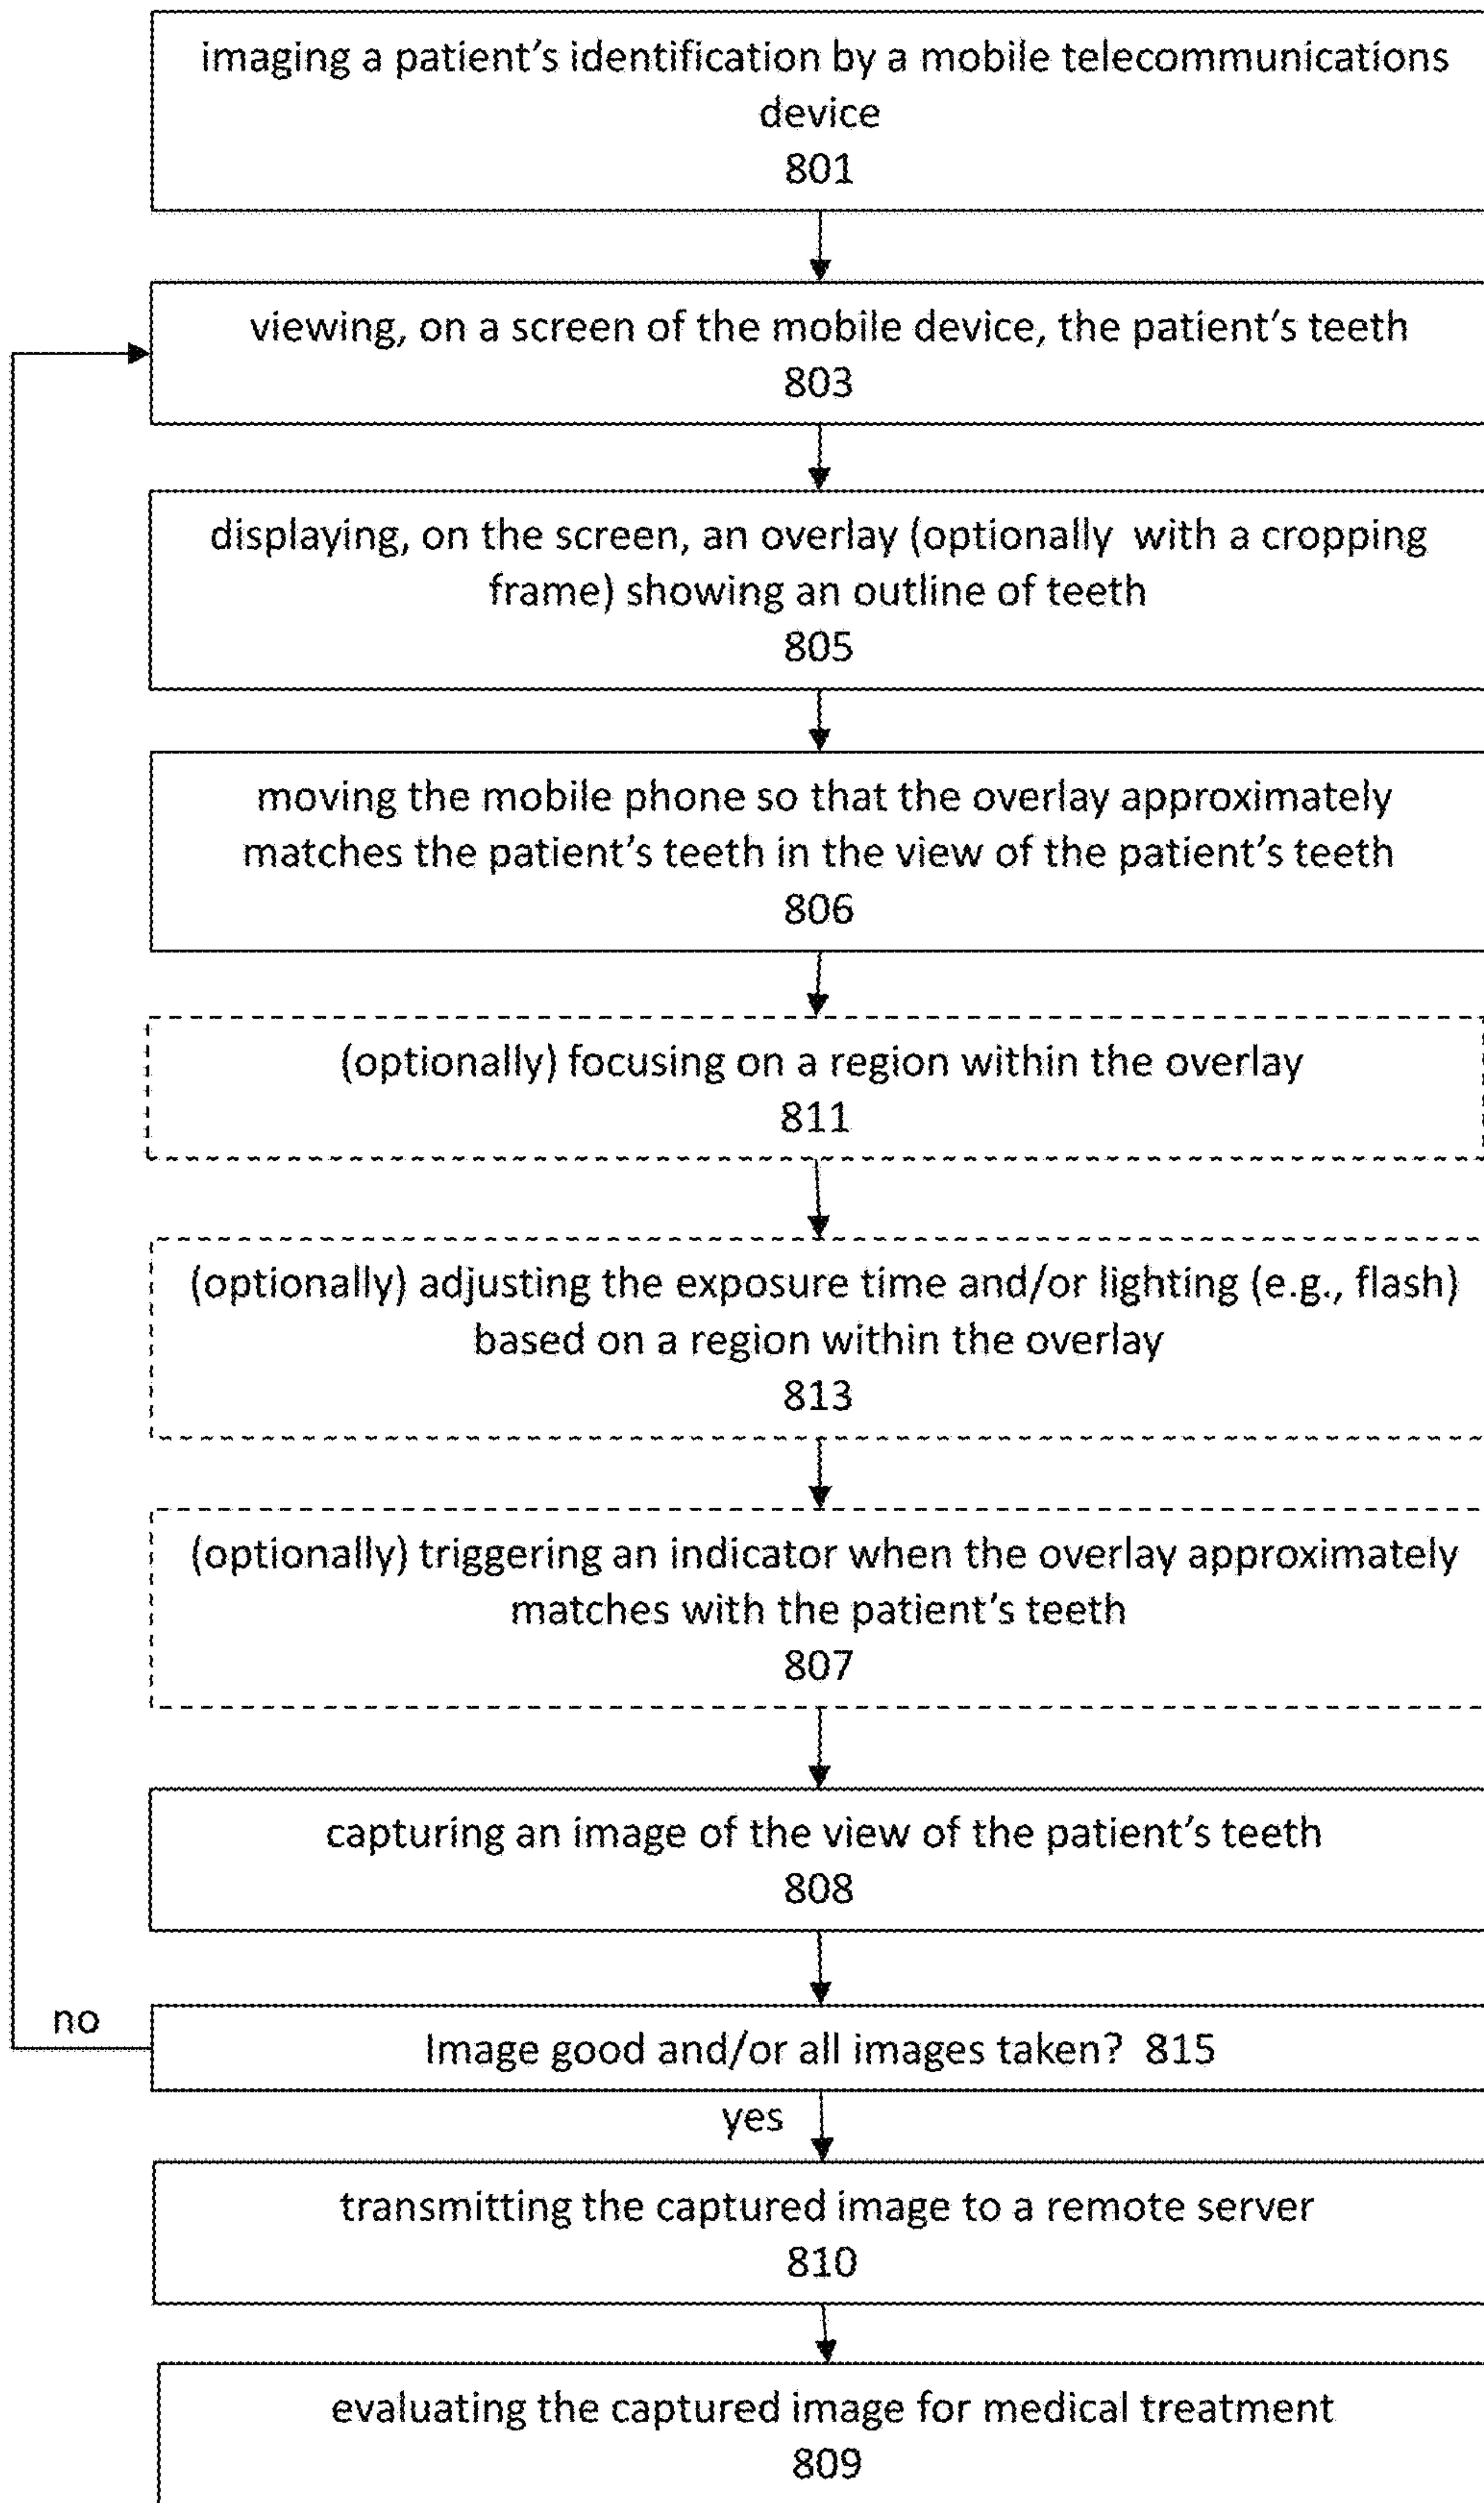 imaging a patient's identification by a mobile telecommunications
device
801
viewing, on a screen of the mobile device, the patient's teeth
803
displaying, on the screen, an overlay (optionally with a cropping
frame) showing an outline of teeth
805
moving the mobile phone so that the overlay approximately
matches the patient's teeth in the view of the patient's teeth
806
(optionally) focusing on a region within the overlay
811
(optionally) adjusting the exposure time and/or lighting (e.g., flash)
based on a region within the overlay
813
(optionally) triggering an indicator when the overlay approximately
matches with the patient's teeth
807
capturing an image of the view of the patient's teeth
808
no
Image good and/or all images taken? 815
yes
transmitting the captured image to a remote server
810
evaluating the captured image for medical treatment
809